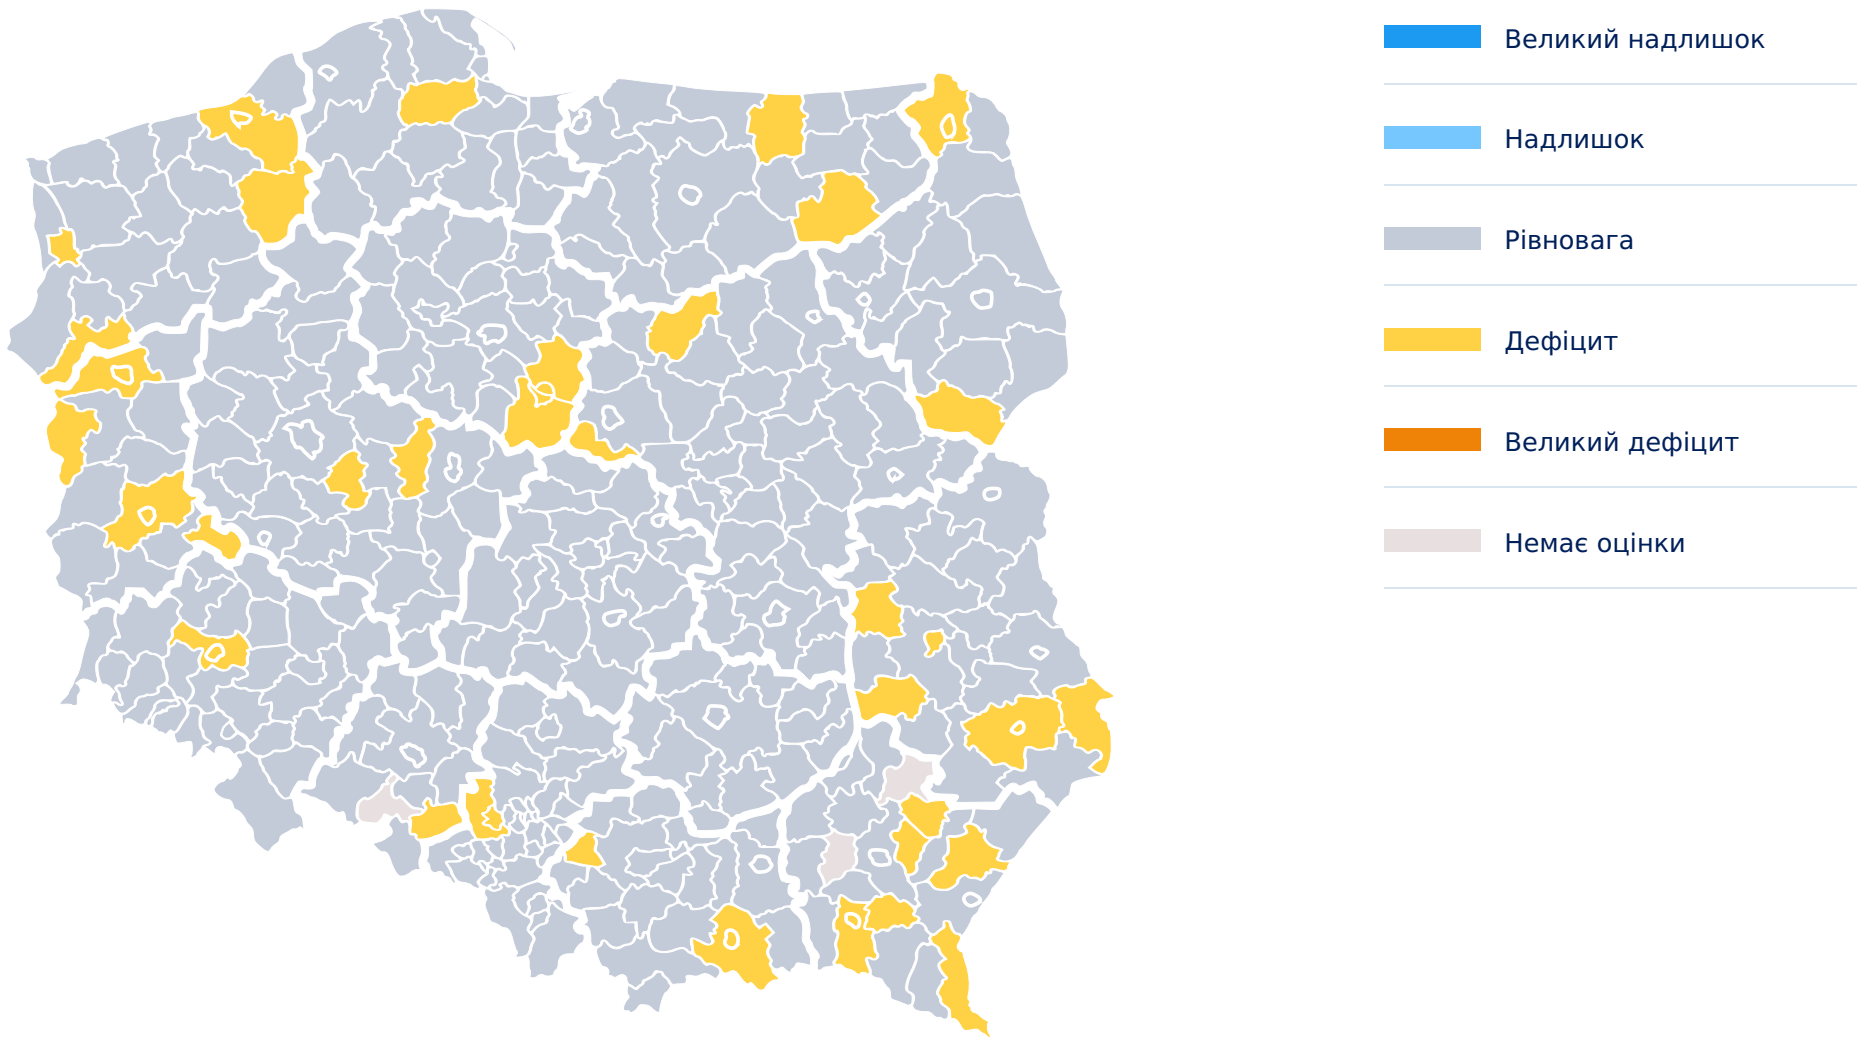 Великий надлишок
Надлишок
Рівновага
Дефіцит
Великий дефіцит
Немає оцінки